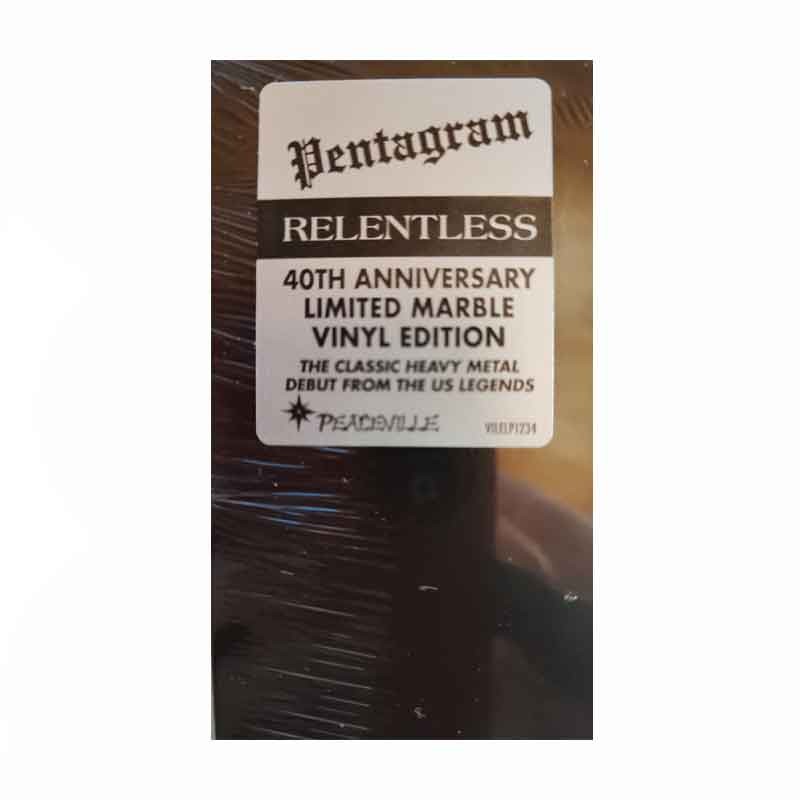 Pentagram
RELENTLESS
40TH ANNIVERSARY
LIMITED MARBLE
VINYL EDITION
THE CLASSIC HEAVY METAL
DEBUT FROM THE US LEGENDS
PEACEVILLE
VILELP1234